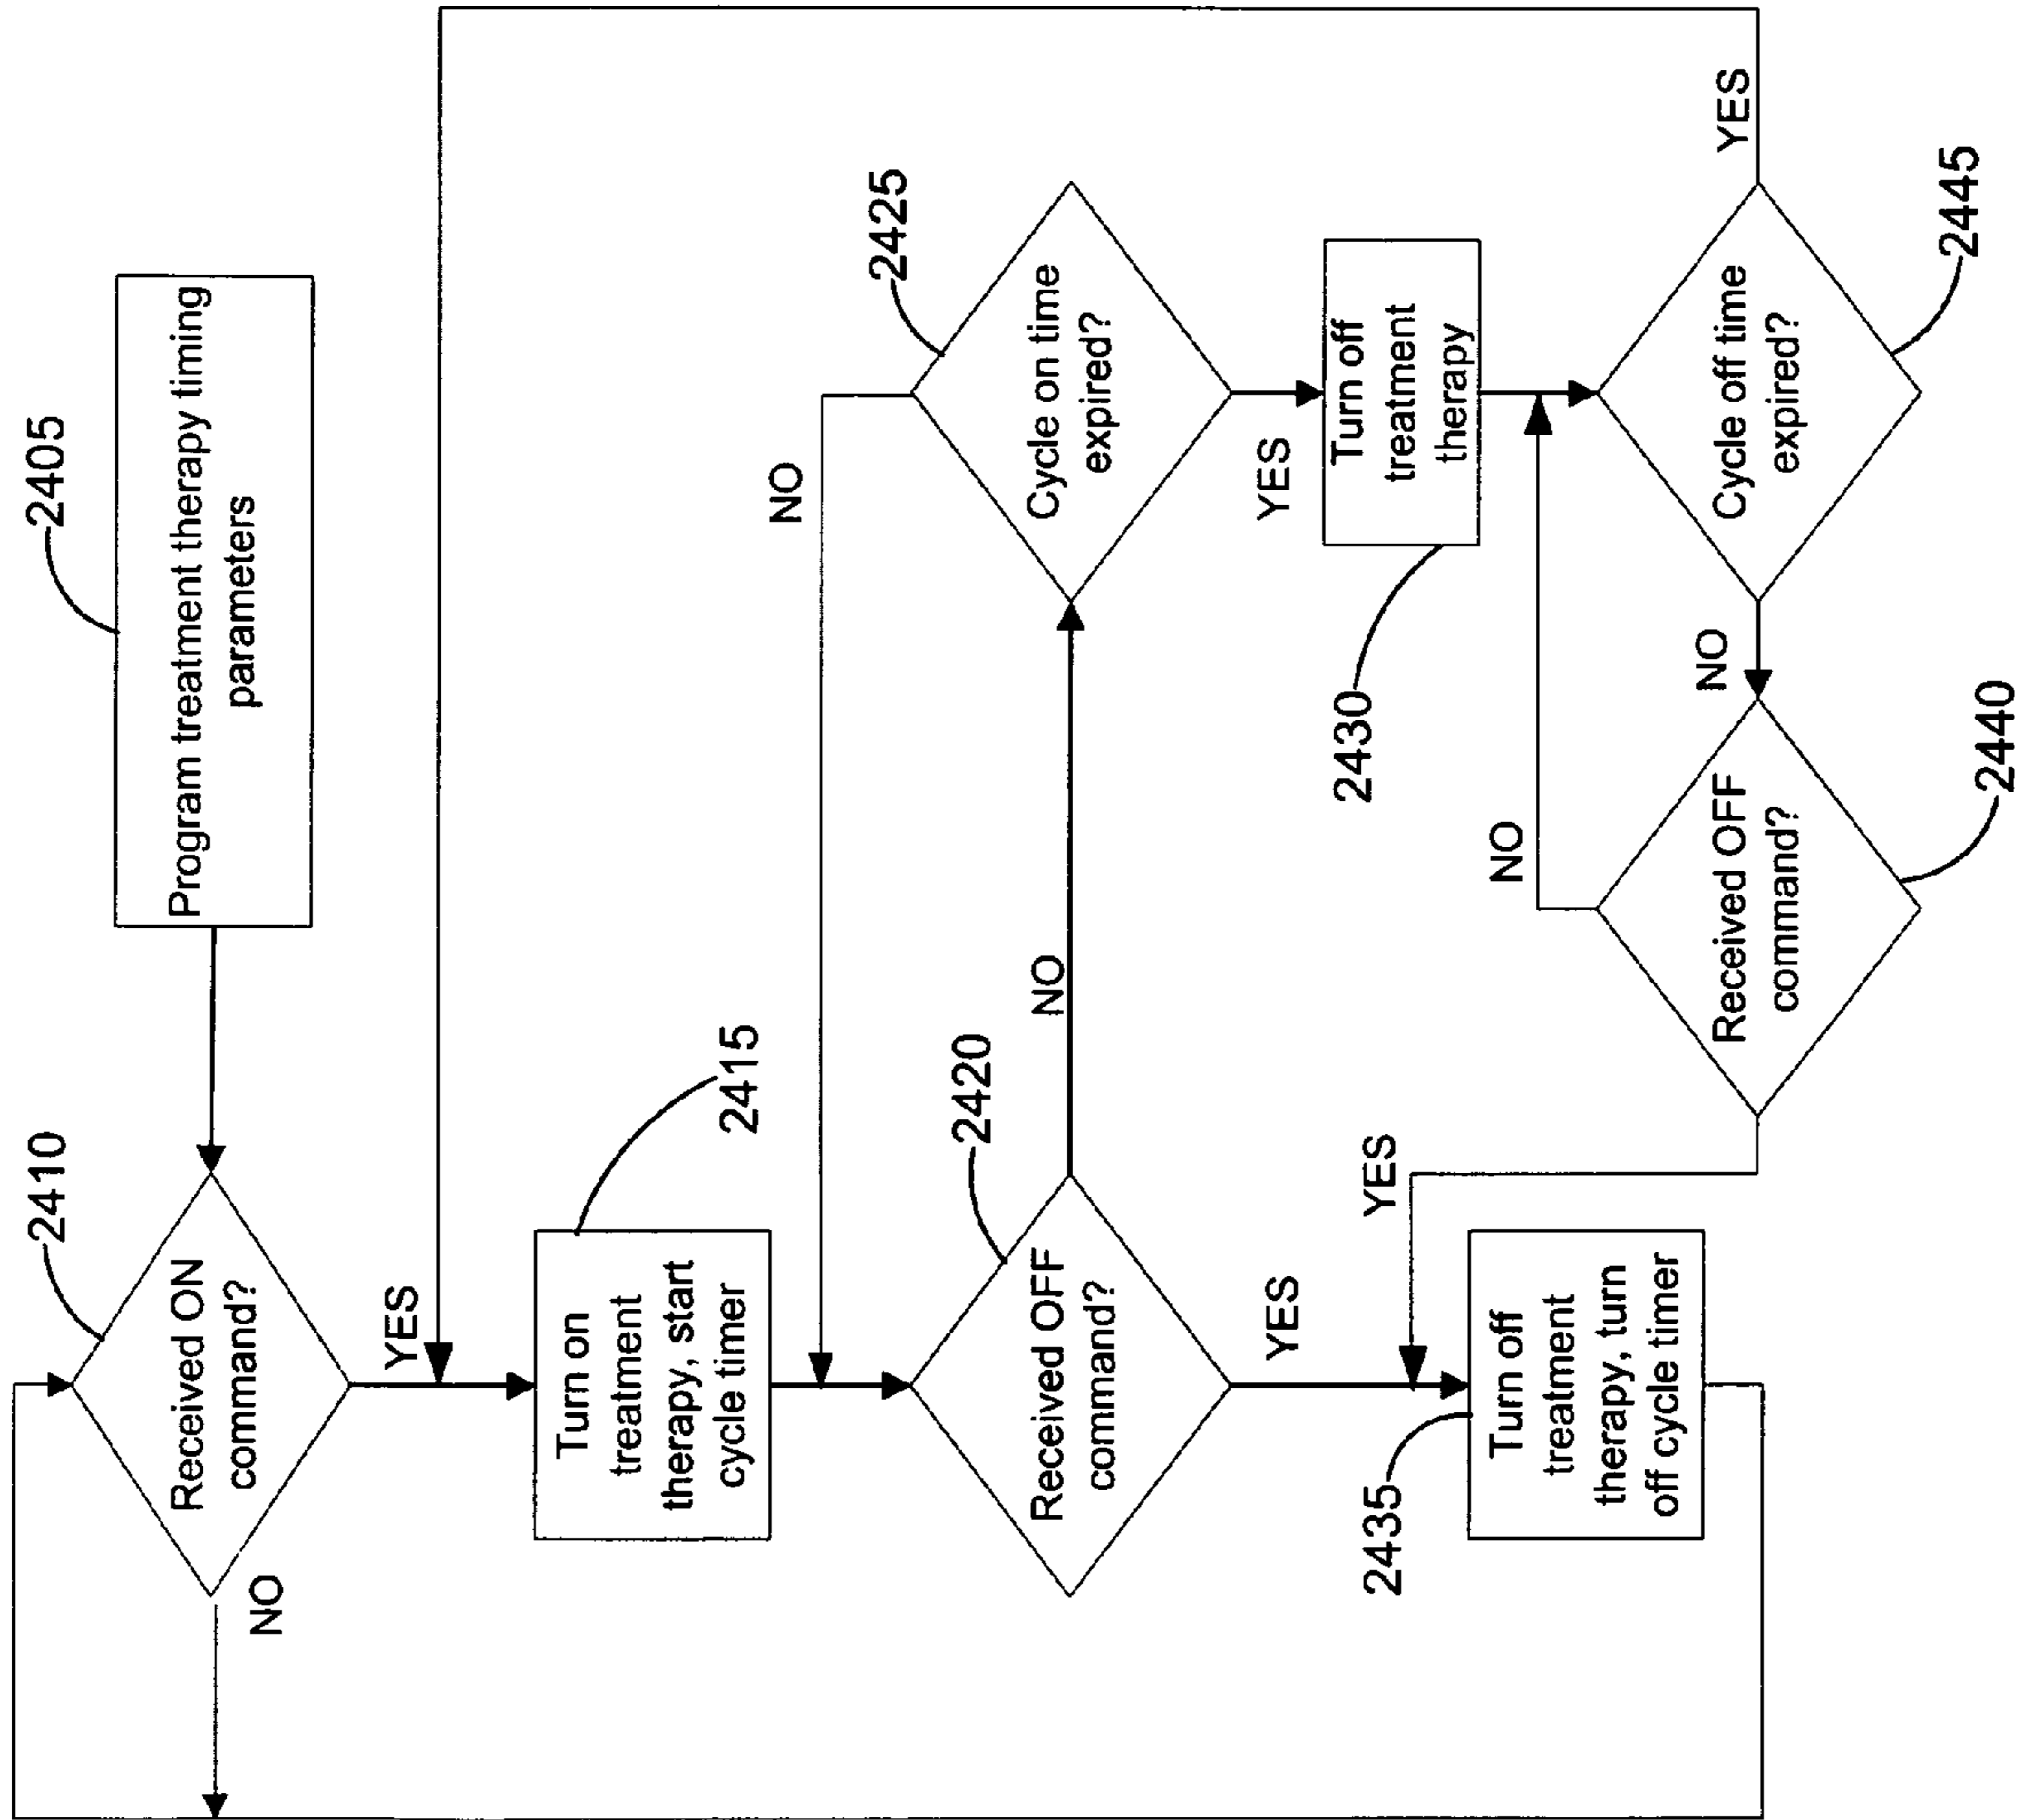 2405
Program treatment therapy timing
parameters
2410
Received ON
command?
NO
YES
2415
Turn on
treatment
therapy, start
cycle timer
2420
Received OFF
command?
NO
YES
2425
Cycle on time
expired?
NO
YES
2430
Turn off
treatment
therapy
2435
Turn off
treatment
therapy, turn
off cycle timer
2440
Received OFF
command?
NO
YES
2445
Cycle off time
expired?
NO
YES